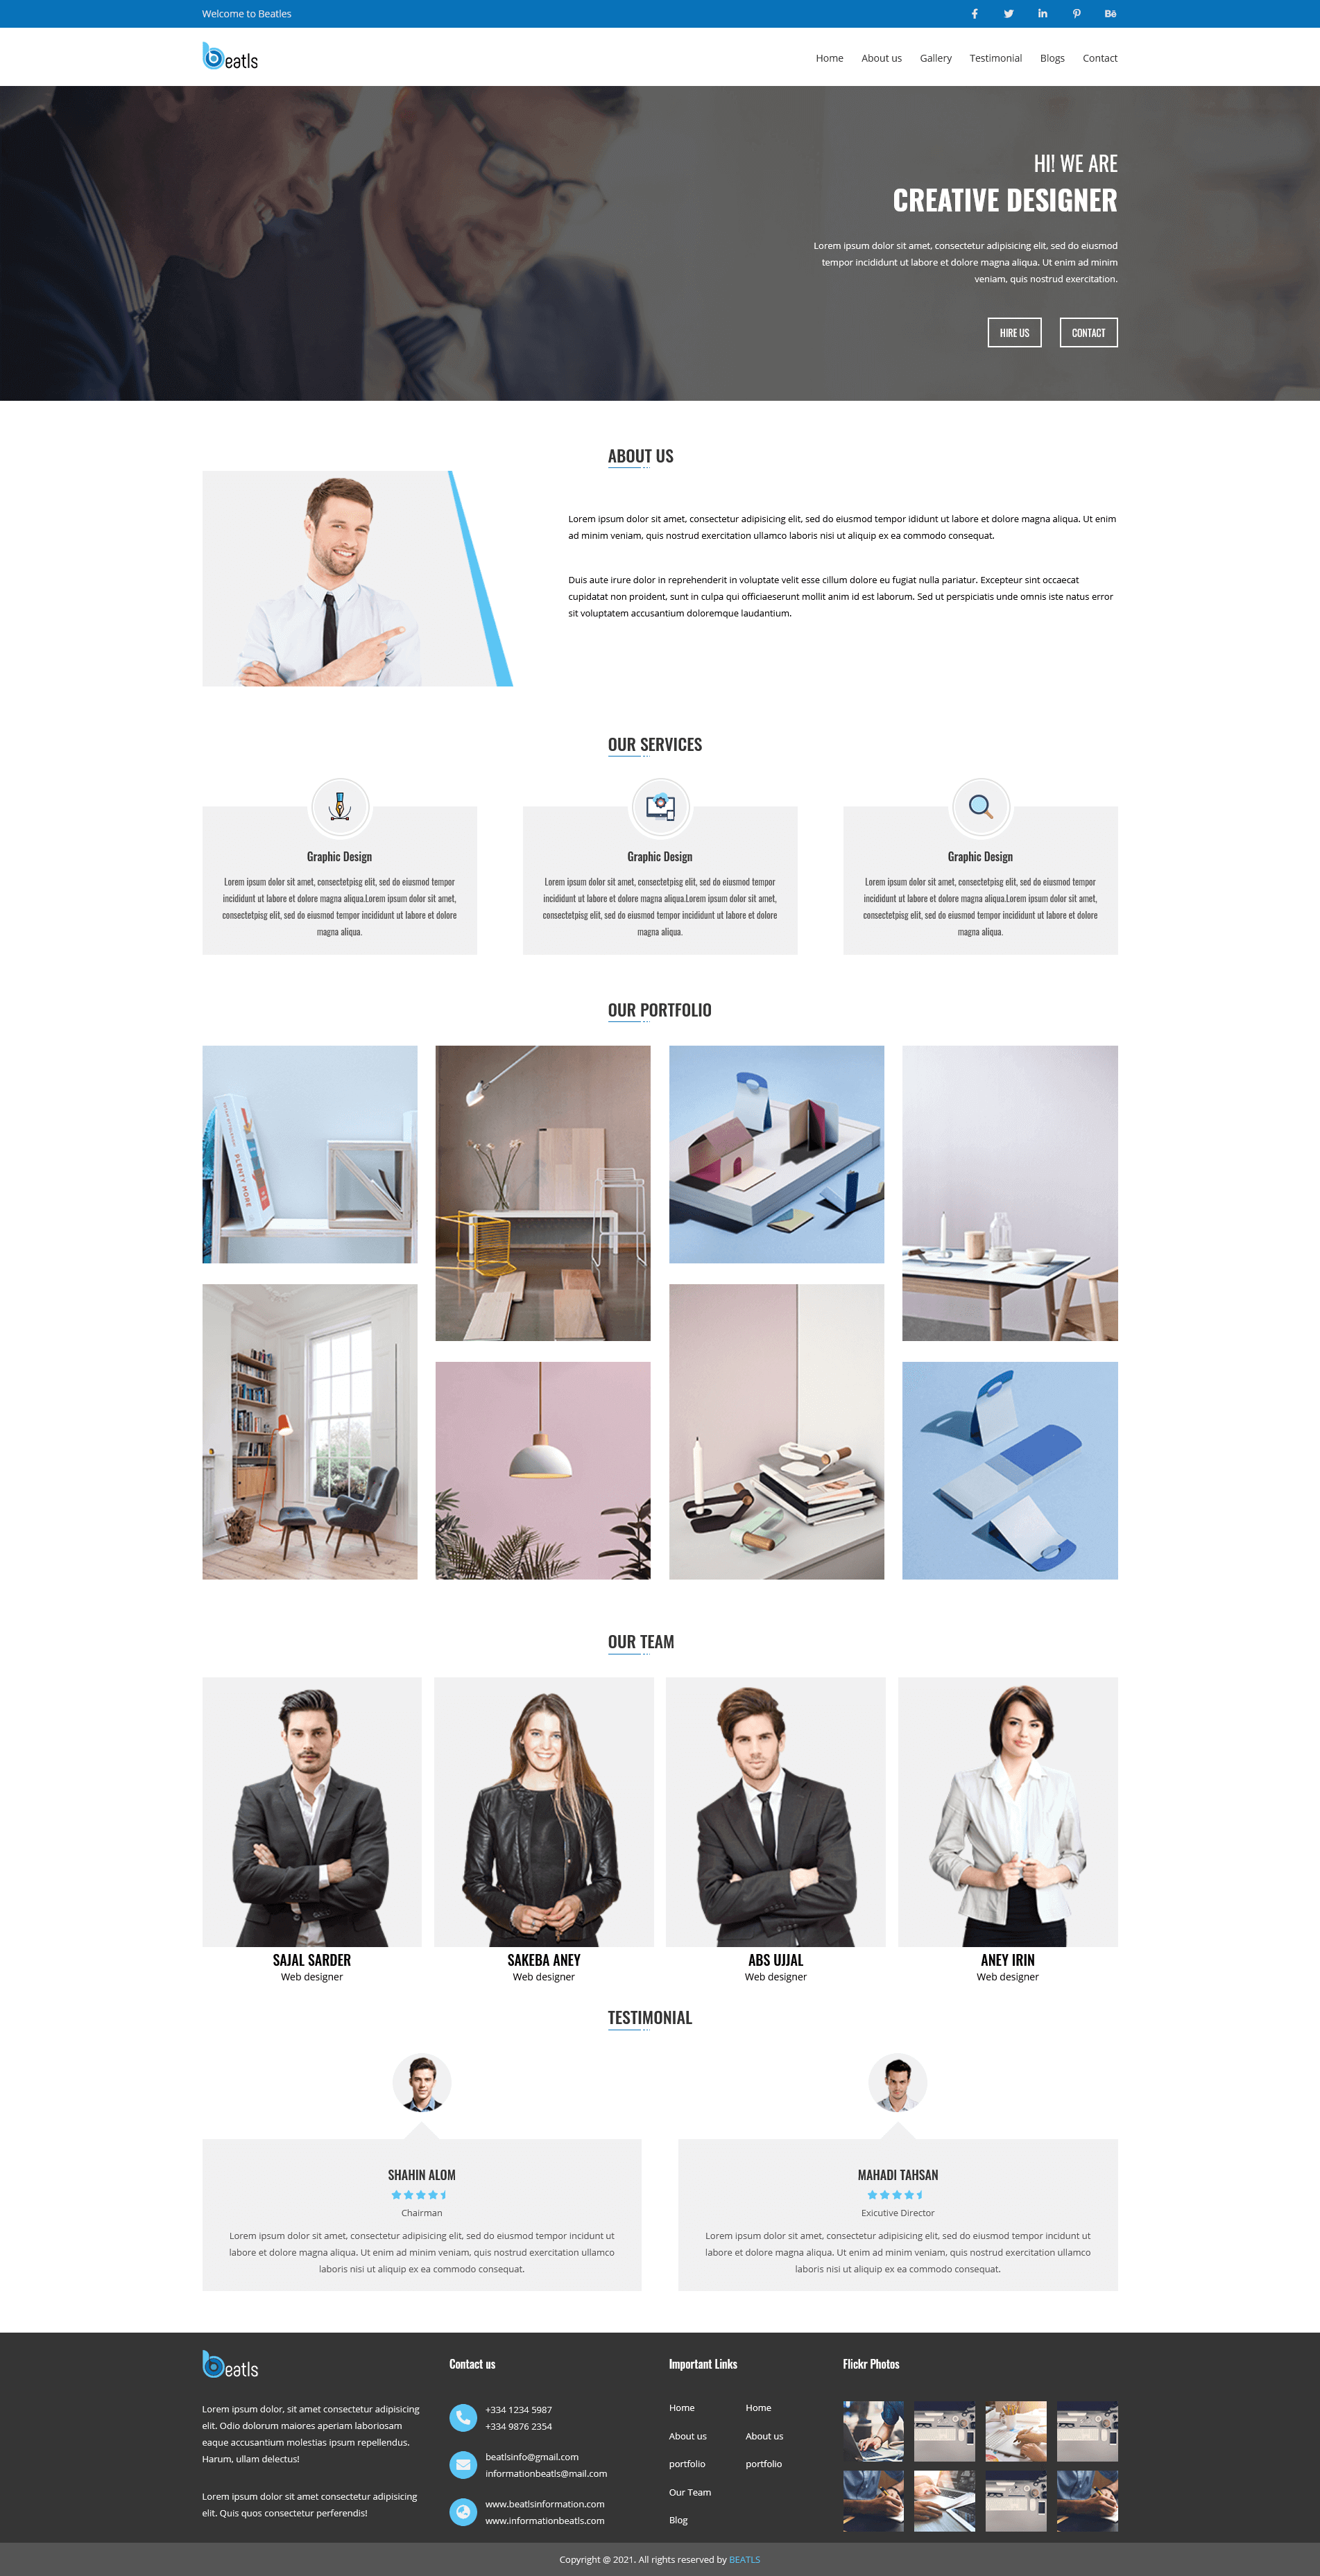 Welcome to Beatles
beatls
Home About us Gallery Testimonial Blogs Contact
HI! WE ARE
CREATIVE DESIGNER
Lorem ipsum dolor sit amet, consectetur adipisicing elit, sed do eiusmod
tempor incididunt ut labore et dolore magna aliqua. Ut enim ad minim
veniam, quis nostrud exercitation.
HIRE US CONTACT
ABOUT US
Lorem ipsum dolor sit amet, consectetur adipisicing elit, sed do eiusmod tempor ididunt ut labore et dolore magna aliqua. Ut enim
ad minim veniam, quis nostrud exercitation ullamco laboris nisi ut aliquip ex ea commodo consequat.
Duis aute irure dolor in reprehenderit in voluptate velit esse cillum dolore eu fugiat nulla pariatur. Excepteur sint occaecat
cupidatat non proident, sunt in culpa qui officiaeserunt mollit anim id est laborum. Sed ut perspiciatis unde omnis iste natus error
sit voluptatem accusantium doloremque laudantium.
OUR SERVICES
Graphic Design
Lorem ipsum dolor sit amet, consectetpisg elit, sed do eiusmod tempor
incididunt ut labore et dolore magna aliqua.Lorem ipsum dolor sit amet,
consectetpisg elit, sed do eiusmod tempor incididunt ut labore et dolore
magna aliqua.
Graphic Design
Lorem ipsum dolor sit amet, consectetpisg elit, sed do eiusmod tempor
incididunt ut labore et dolore magna aliqua.Lorem ipsum dolor sit amet,
consectetpisg elit, sed do eiusmod tempor incididunt ut labore et dolore
magna aliqua.
Graphic Design
Lorem ipsum dolor sit amet, consectetpisg elit, sed do eiusmod tempor
incididunt ut labore et dolore magna aliqua.Lorem ipsum dolor sit amet,
consectetpisg elit, sed do eiusmod tempor incididunt ut labore et dolore
magna aliqua.
OUR PORTFOLIO
PLENTY MORE
OUR TEAM
SAJAL SARDER
Web designer
SAKEBA ANEY
Web designer
ABS UJJAL
Web designer
ANEY IRIN
Web designer
TESTIMONIAL
SHAHIN ALOM
Chairman
Lorem ipsum dolor sit amet, consectetur adipisicing elit, sed do eiusmod tempor incidunt ut
labore et dolore magna aliqua. Ut enim ad minim veniam, quis nostrud exercitation ullamco
laboris nisi ut aliquip ex ea commodo consequat.
MAHADI TAHSAN
Exicutive Director
Lorem ipsum dolor sit amet, consectetur adipisicing elit, sed do eiusmod tempor incidunt ut
labore et dolore magna aliqua. Ut enim ad minim veniam, quis nostrud exercitation ullamco
laboris nisi ut aliquip ex ea commodo consequat.
beatls
Lorem ipsum dolor, sit amet consectetur adipisicing
elit. Odio dolorum maiores aperiam laboriosam
eaque accusantium molestias ipsum repellendus.
Harum, ullam delectus!
Lorem ipsum dolor sit amet consectetur adipisicing
elit. Quis quos consectetur perferendis!
Contact us
+334 1234 5987
+334 9876 2354
beatlsinfo@gmail.com
informationbeatls@mail.com
www.beatlsinformation.com
www.informationbeatls.com
Important Links
Home Home
About us About us
portfolio portfolio
Our Team
Blog
Flickr Photos
Copyright @ 2021. All rights reserved by BEATLS